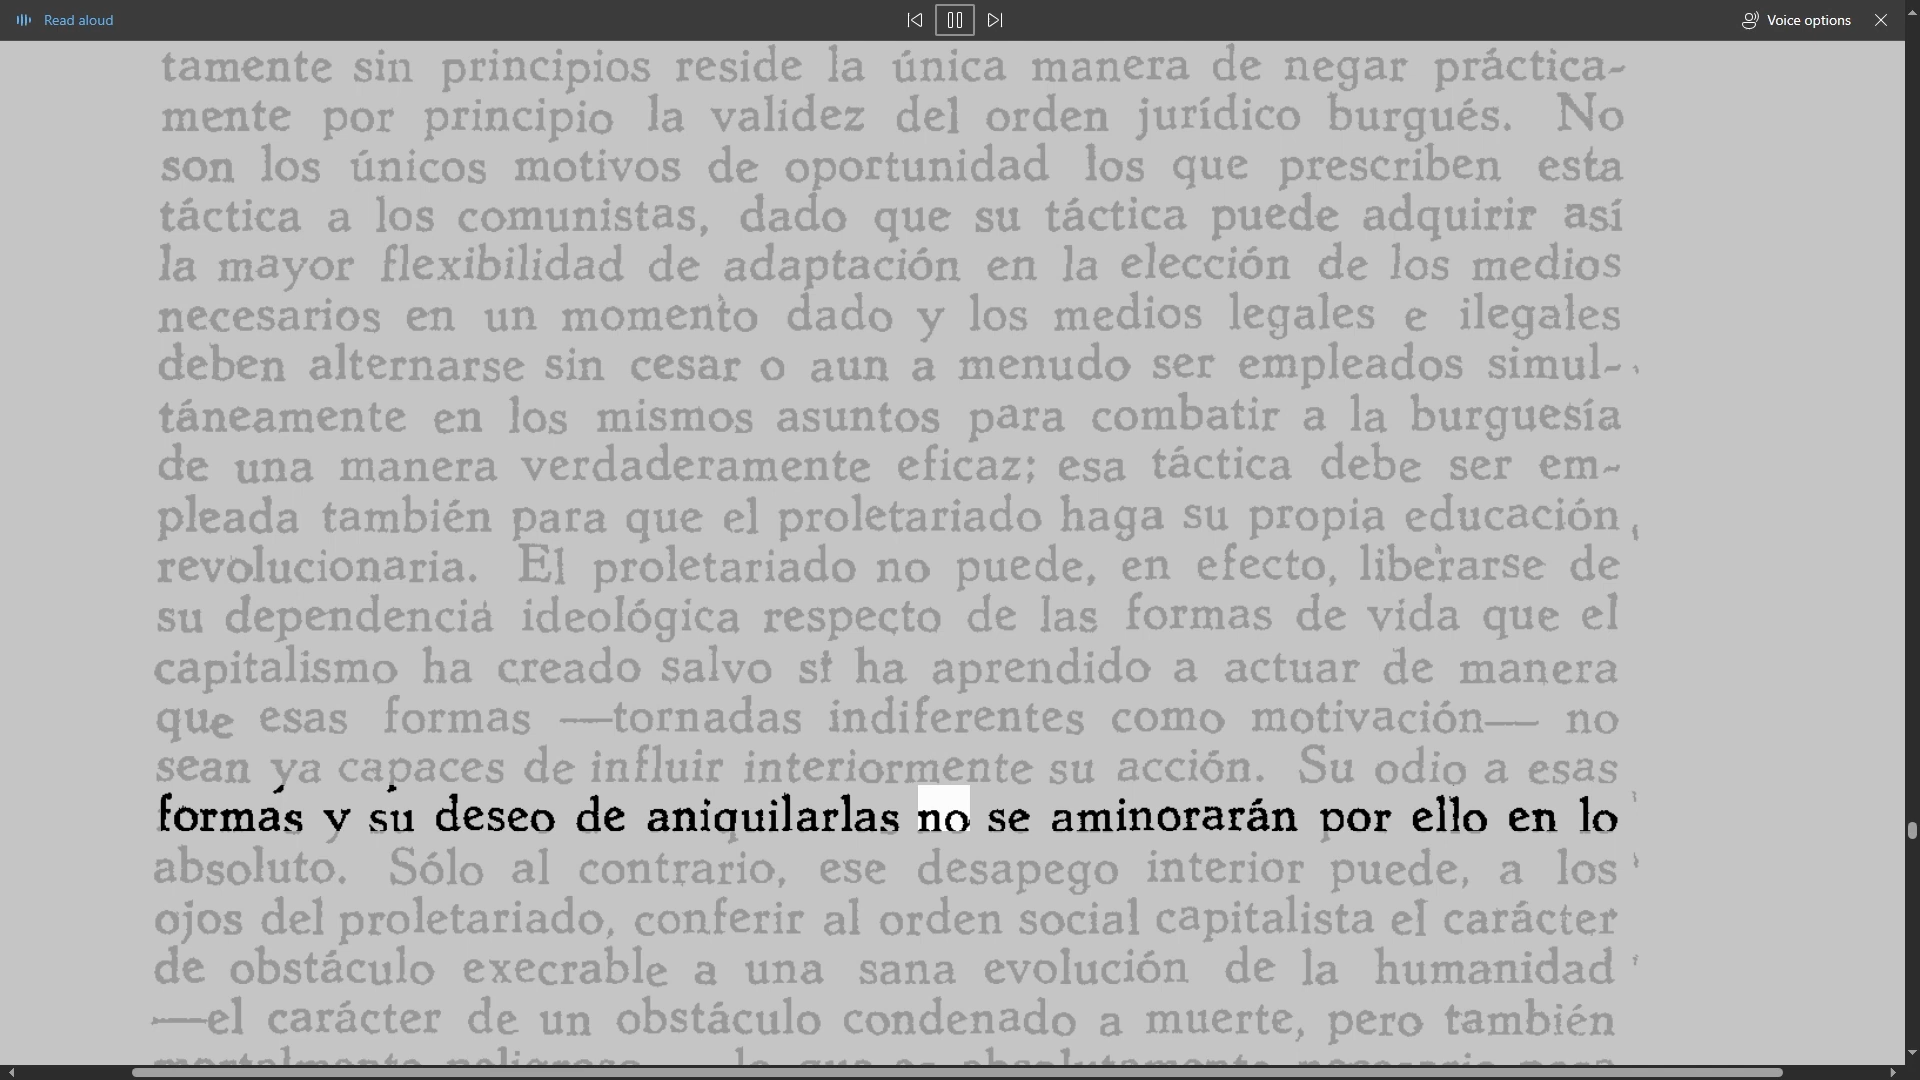 Read aloud
Voice options
tamente sin principios reside la única manera de negar práctica-
mente por principio la validez del orden jurídico burgués. No
son los únicos motivos de oportunidad los que prescriben esta
táctica a los comunistas, dado que su táctica puede adquirir así
la mayor flexibilidad de adaptación en la elección de los medios
necesarios en un momento dado y los medios legales e ilegales
deben alternarse sin cesar o aun a menudo ser empleados simul-
táneamente en los mismos asuntos para combatir a la burguesía
de una manera verdaderamente eficaz; esa táctica debe ser em-
pleada también para que el proletariado haga su propia educación
revolucionaria. El proletariado no puede, en efecto, liberarse de
su dependencia ideológica respecto de las formas de vida que el
capitalismo ha creado salvo si ha aprendido a actuar de manera
que esas formas —tornadas indiferentes como motivación— no
sean ya capaces de influir interiormente su acción. Su odio a esas
formas y su deseo de aniquilarlas no se aminorarán por ello en lo
absoluto. Sólo al contrario, ese desapego interior puede, a los
ojos del proletariado, conferir al orden social capitalista el carácter
de obstáculo execrable a una sana evolución de la humanidad
—el carácter de un obstáculo condenado a muerte, pero también